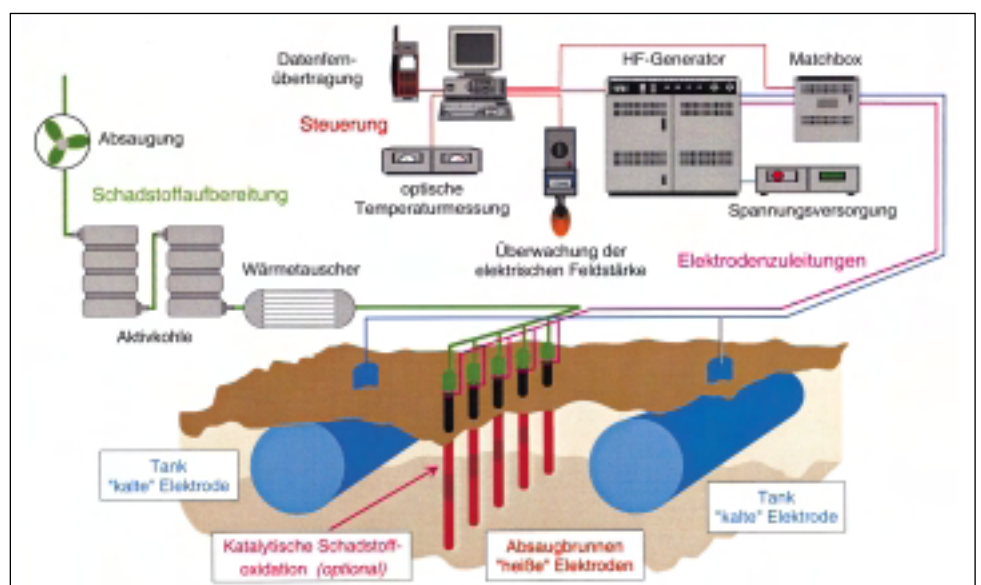 Datenfern-
übertragung
HF-Generator
Matchbox
Absaugung
Steuerung
Schadstoffaufbereitung
optische
Temperaturmessung
Spannungsversorgung
Überwachung der
elektrischen Feldstärke
Elektrodenzuleitungen
Wärmetauscher
Aktivkohle
Tank
"kalte" Elektrode
Tank
"kalte" Elektrode
Katalytische Schadstoff-
oxidation (optional)
Absaugbrunnen
"heiße" Elektroden